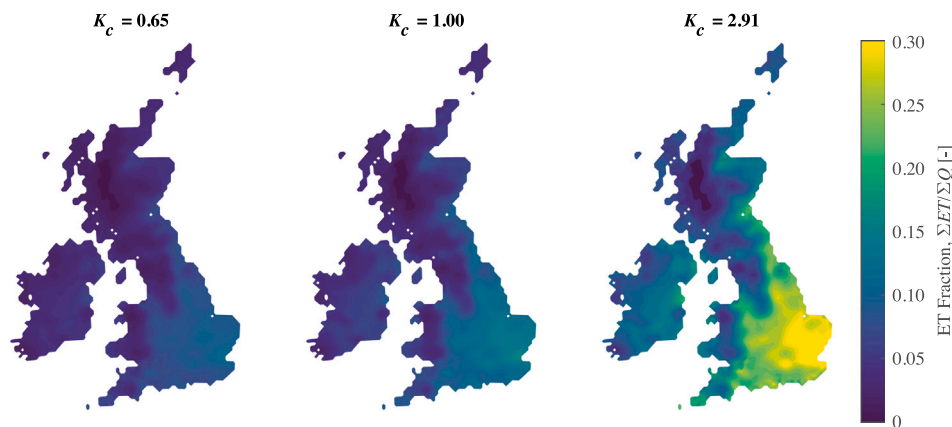 K_c = 0.65
K_c = 1.00
K_c = 2.91
0.30
0.25
0.20
0.15
0.10
0.05
0
ET Fraction, ΣET/ΣQ [-]